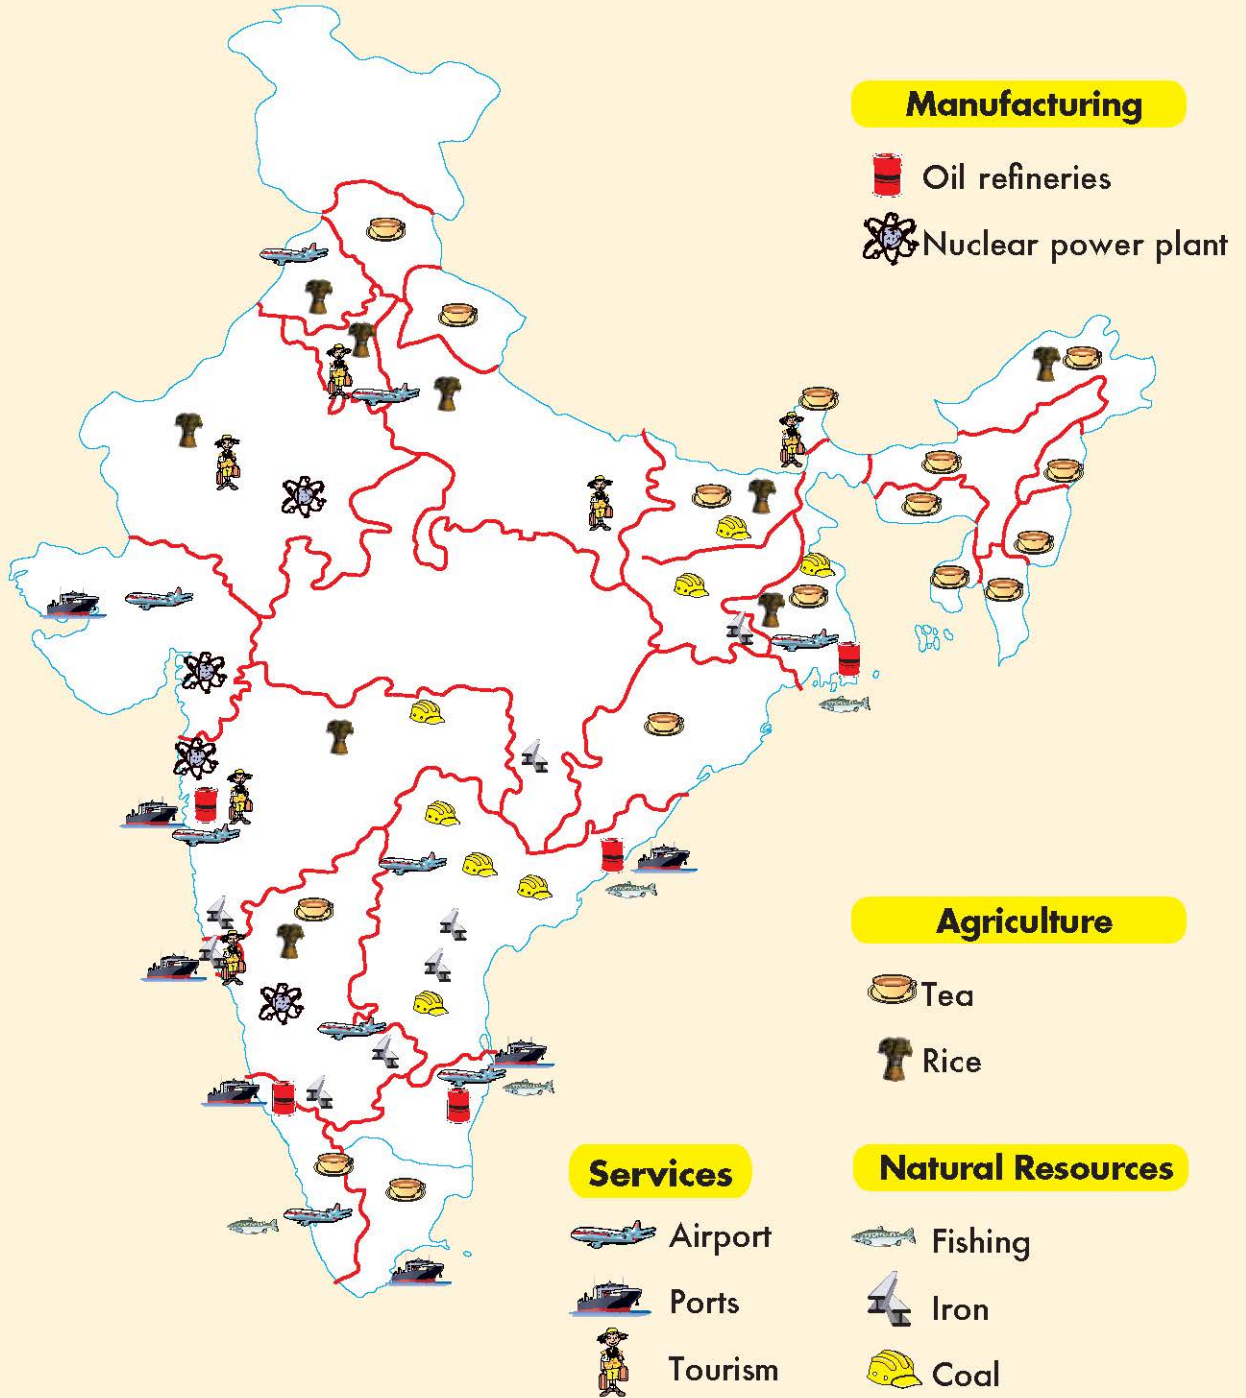 Manufacturing
Oil refineries
Nuclear power plant
Agriculture
Tea
Rice
Services
Airport
Ports
Tourism
Natural Resources
Fishing
Iron
Coal